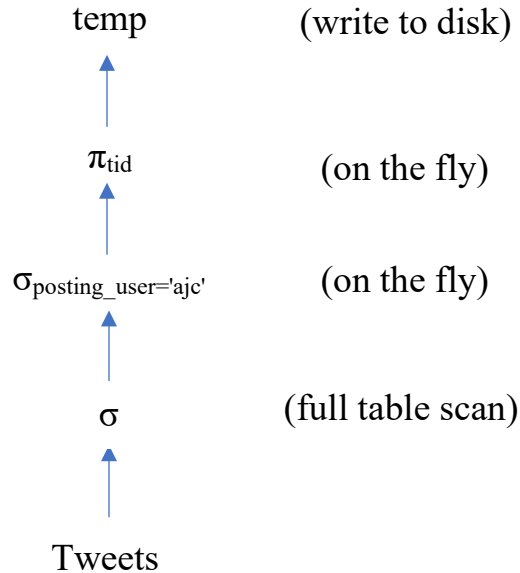 temp (write to disk)
πtid (on the fly)
σposting_user='ajc' (on the fly)
σ (full table scan)
Tweets